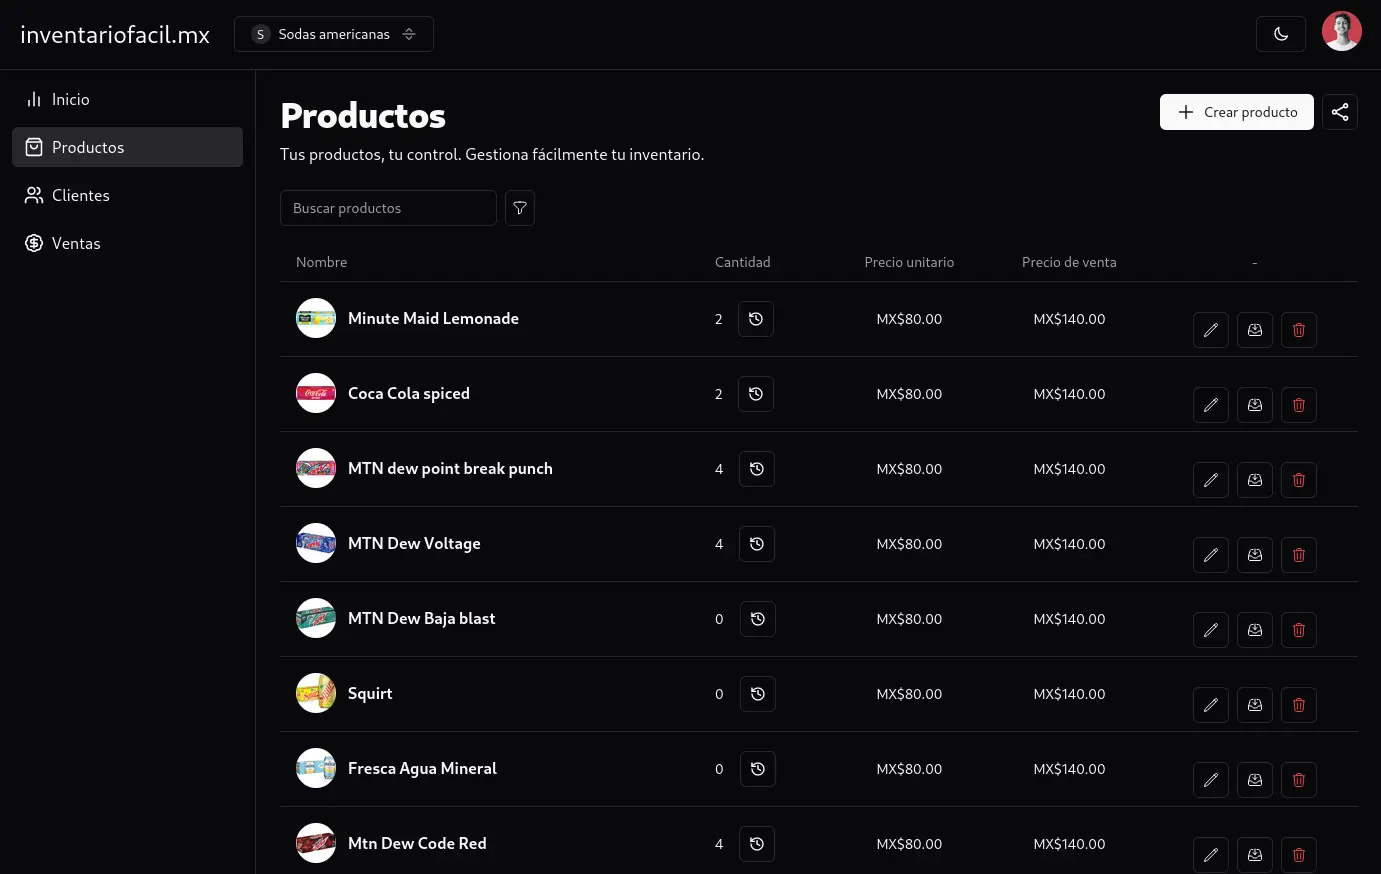 inventariofacil.mx
S Sodas americanas
Inicio
Productos
Clientes
Ventas
Productos
Tus productos, tu control. Gestiona fácilmente tu inventario.
Crear producto
Buscar productos
Nombre Cantidad Precio unitario Precio de venta -
Minute Maid Lemonade 2 MX$80.00 MX$140.00
Coca Cola spiced 2 MX$80.00 MX$140.00
MTN dew point break punch 4 MX$80.00 MX$140.00
MTN Dew Voltage 4 MX$80.00 MX$140.00
MTN Dew Baja blast 0 MX$80.00 MX$140.00
Squirt 0 MX$80.00 MX$140.00
Fresca Agua Mineral 0 MX$80.00 MX$140.00
Mtn Dew Code Red 4 MX$80.00 MX$140.00